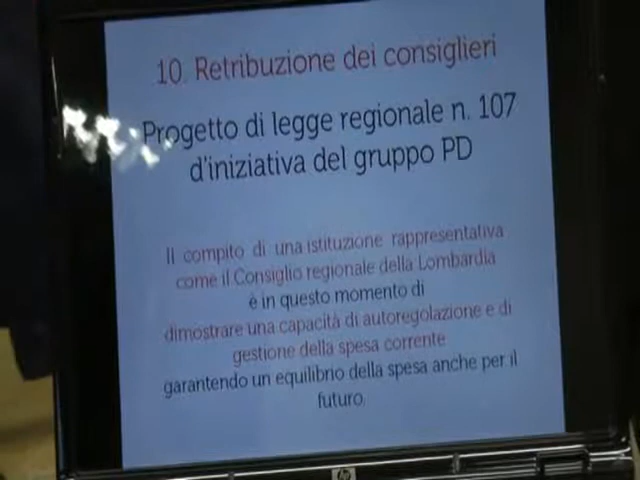 10. Retribuzione dei consiglieri
Progetto di legge regionale n. 107
d'iniziativa del gruppo PD
Il compito di una istituzione rappresentativa
come il Consiglio regionale della Lombardia
è in questo momento di
dimostrare una capacità di autoregolazione e di
gestione della spesa corrente
garantendo un equilibrio della spesa anche per il
futuro.
hp